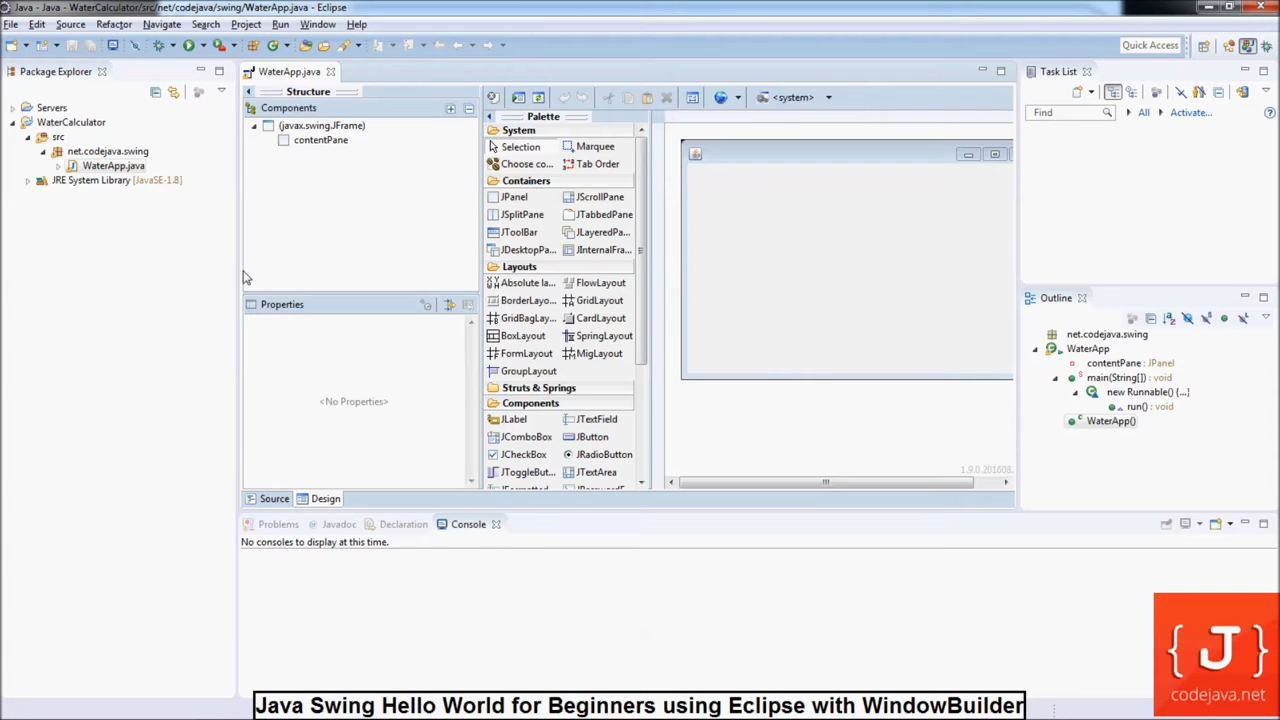 Java - Java - WaterCalculator/src/net/codejava/swing/WaterApp.java - Eclipse
File Edit Source Refactor Navigate Search Project Run Window Help
Quick Access
Package Explorer
Servers
WaterCalculator
src
net.codejava.swing
WaterApp.java
JRE System Library [JavaSE-1.8]
WaterApp.java
Structure
Components
(javax.swing.JFrame)
contentPane
Properties
<No Properties>
Palette
System
Selection Marquee
Choose co... Tab Order
Containers
JPanel JScrollPane
JSplitPane JTabbedPane
JToolBar JLayeredPa...
JDesktopPa... JInternalFra...
Layouts
Absolute la... FlowLayout
BorderLayo... GridLayout
GridBagLay... CardLayout
BoxLayout SpringLayout
FormLayout MigLayout
GroupLayout
Struts & Springs
Components
JLabel JTextField
JComboBox JButton
JCheckBox JRadioButton
JToggleBut... JTextArea
<system>
1.9.0.201608.
Source Design
Task List
Find All Activate...
Outline
net.codejava.swing
WaterApp
contentPane : JPanel
main(String[]) : void
new Runnable() {...}
run() : void
WaterApp()
Problems Javadoc Declaration Console
No consoles to display at this time.
{ J }
codejava.net
Java Swing Hello World for Beginners using Eclipse with WindowBuilder